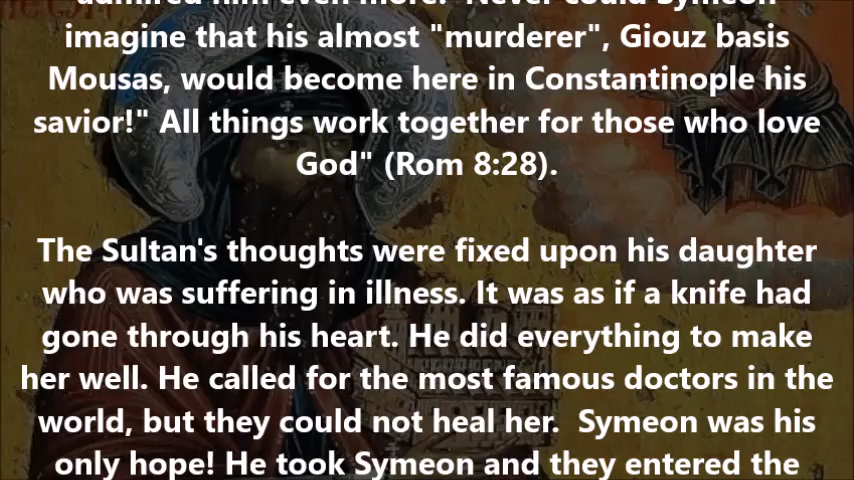 admired him even more. "Never could Symeon
imagine that his almost "murderer", Giouz basis
Mousas, would become here in Constantinople his
savior!" All things work together for those who love
God" (Rom 8:28).
The Sultan's thoughts were fixed upon his daughter
who was suffering in illness. It was as if a knife had
gone through his heart. He did everything to make
her well. He called for the most famous doctors in the
world, but they could not heal her.  Symeon was his
only hope! He took Symeon and they entered the